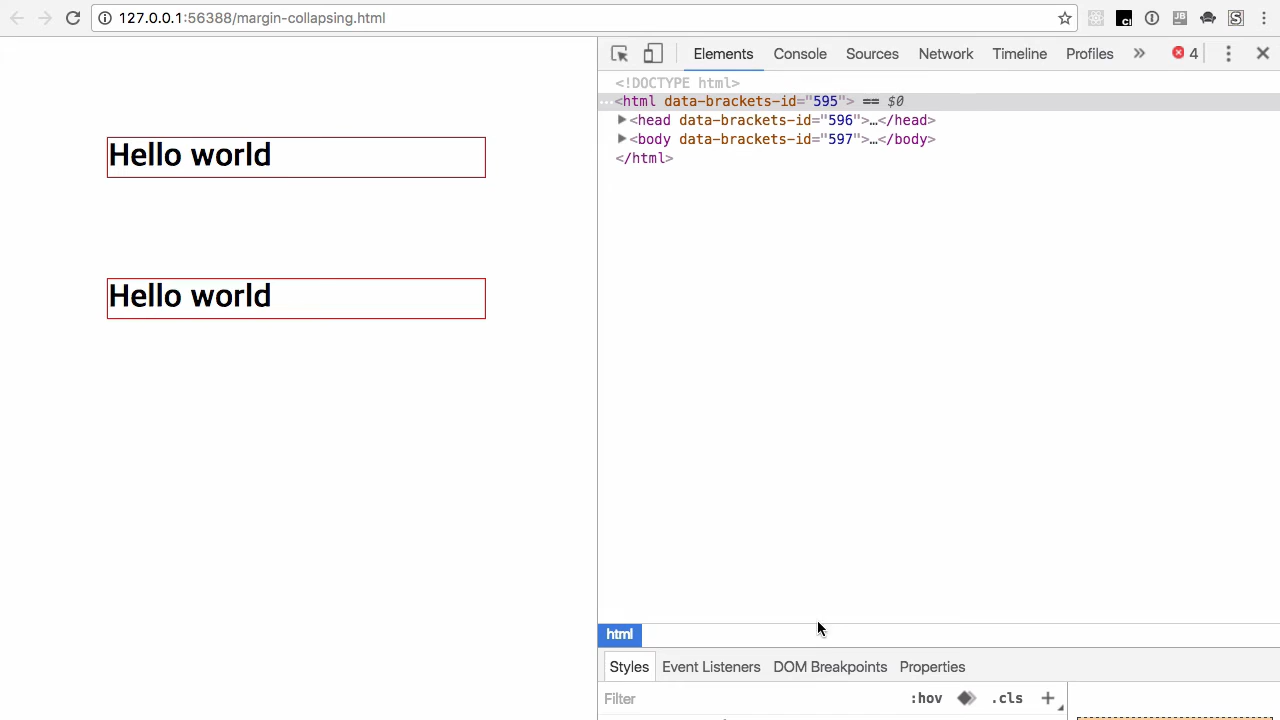 127.0.0.1:56388/margin-collapsing.html
Elements Console Sources Network Timeline Profiles » 4
<!DOCTYPE html>
…<html data-brackets-id="595"> == $0
<head data-brackets-id="596">…</head>
<body data-brackets-id="597">…</body>
</html>
Hello world
Hello world
html
Styles Event Listeners DOM Breakpoints Properties
Filter :hov .cls +